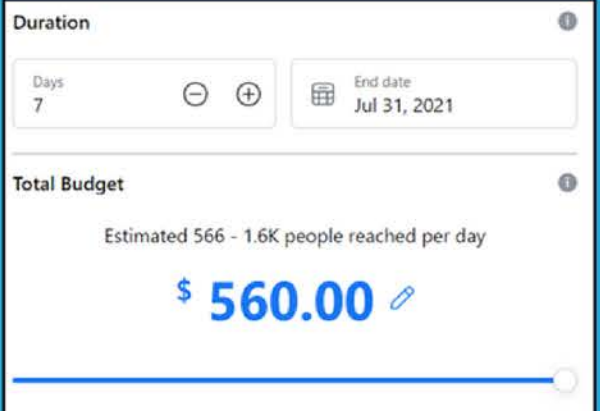 Duration
Days
7
End date
Jul 31, 2021
Total Budget
Estimated 566 - 1.6K people reached per day
$ 560.00